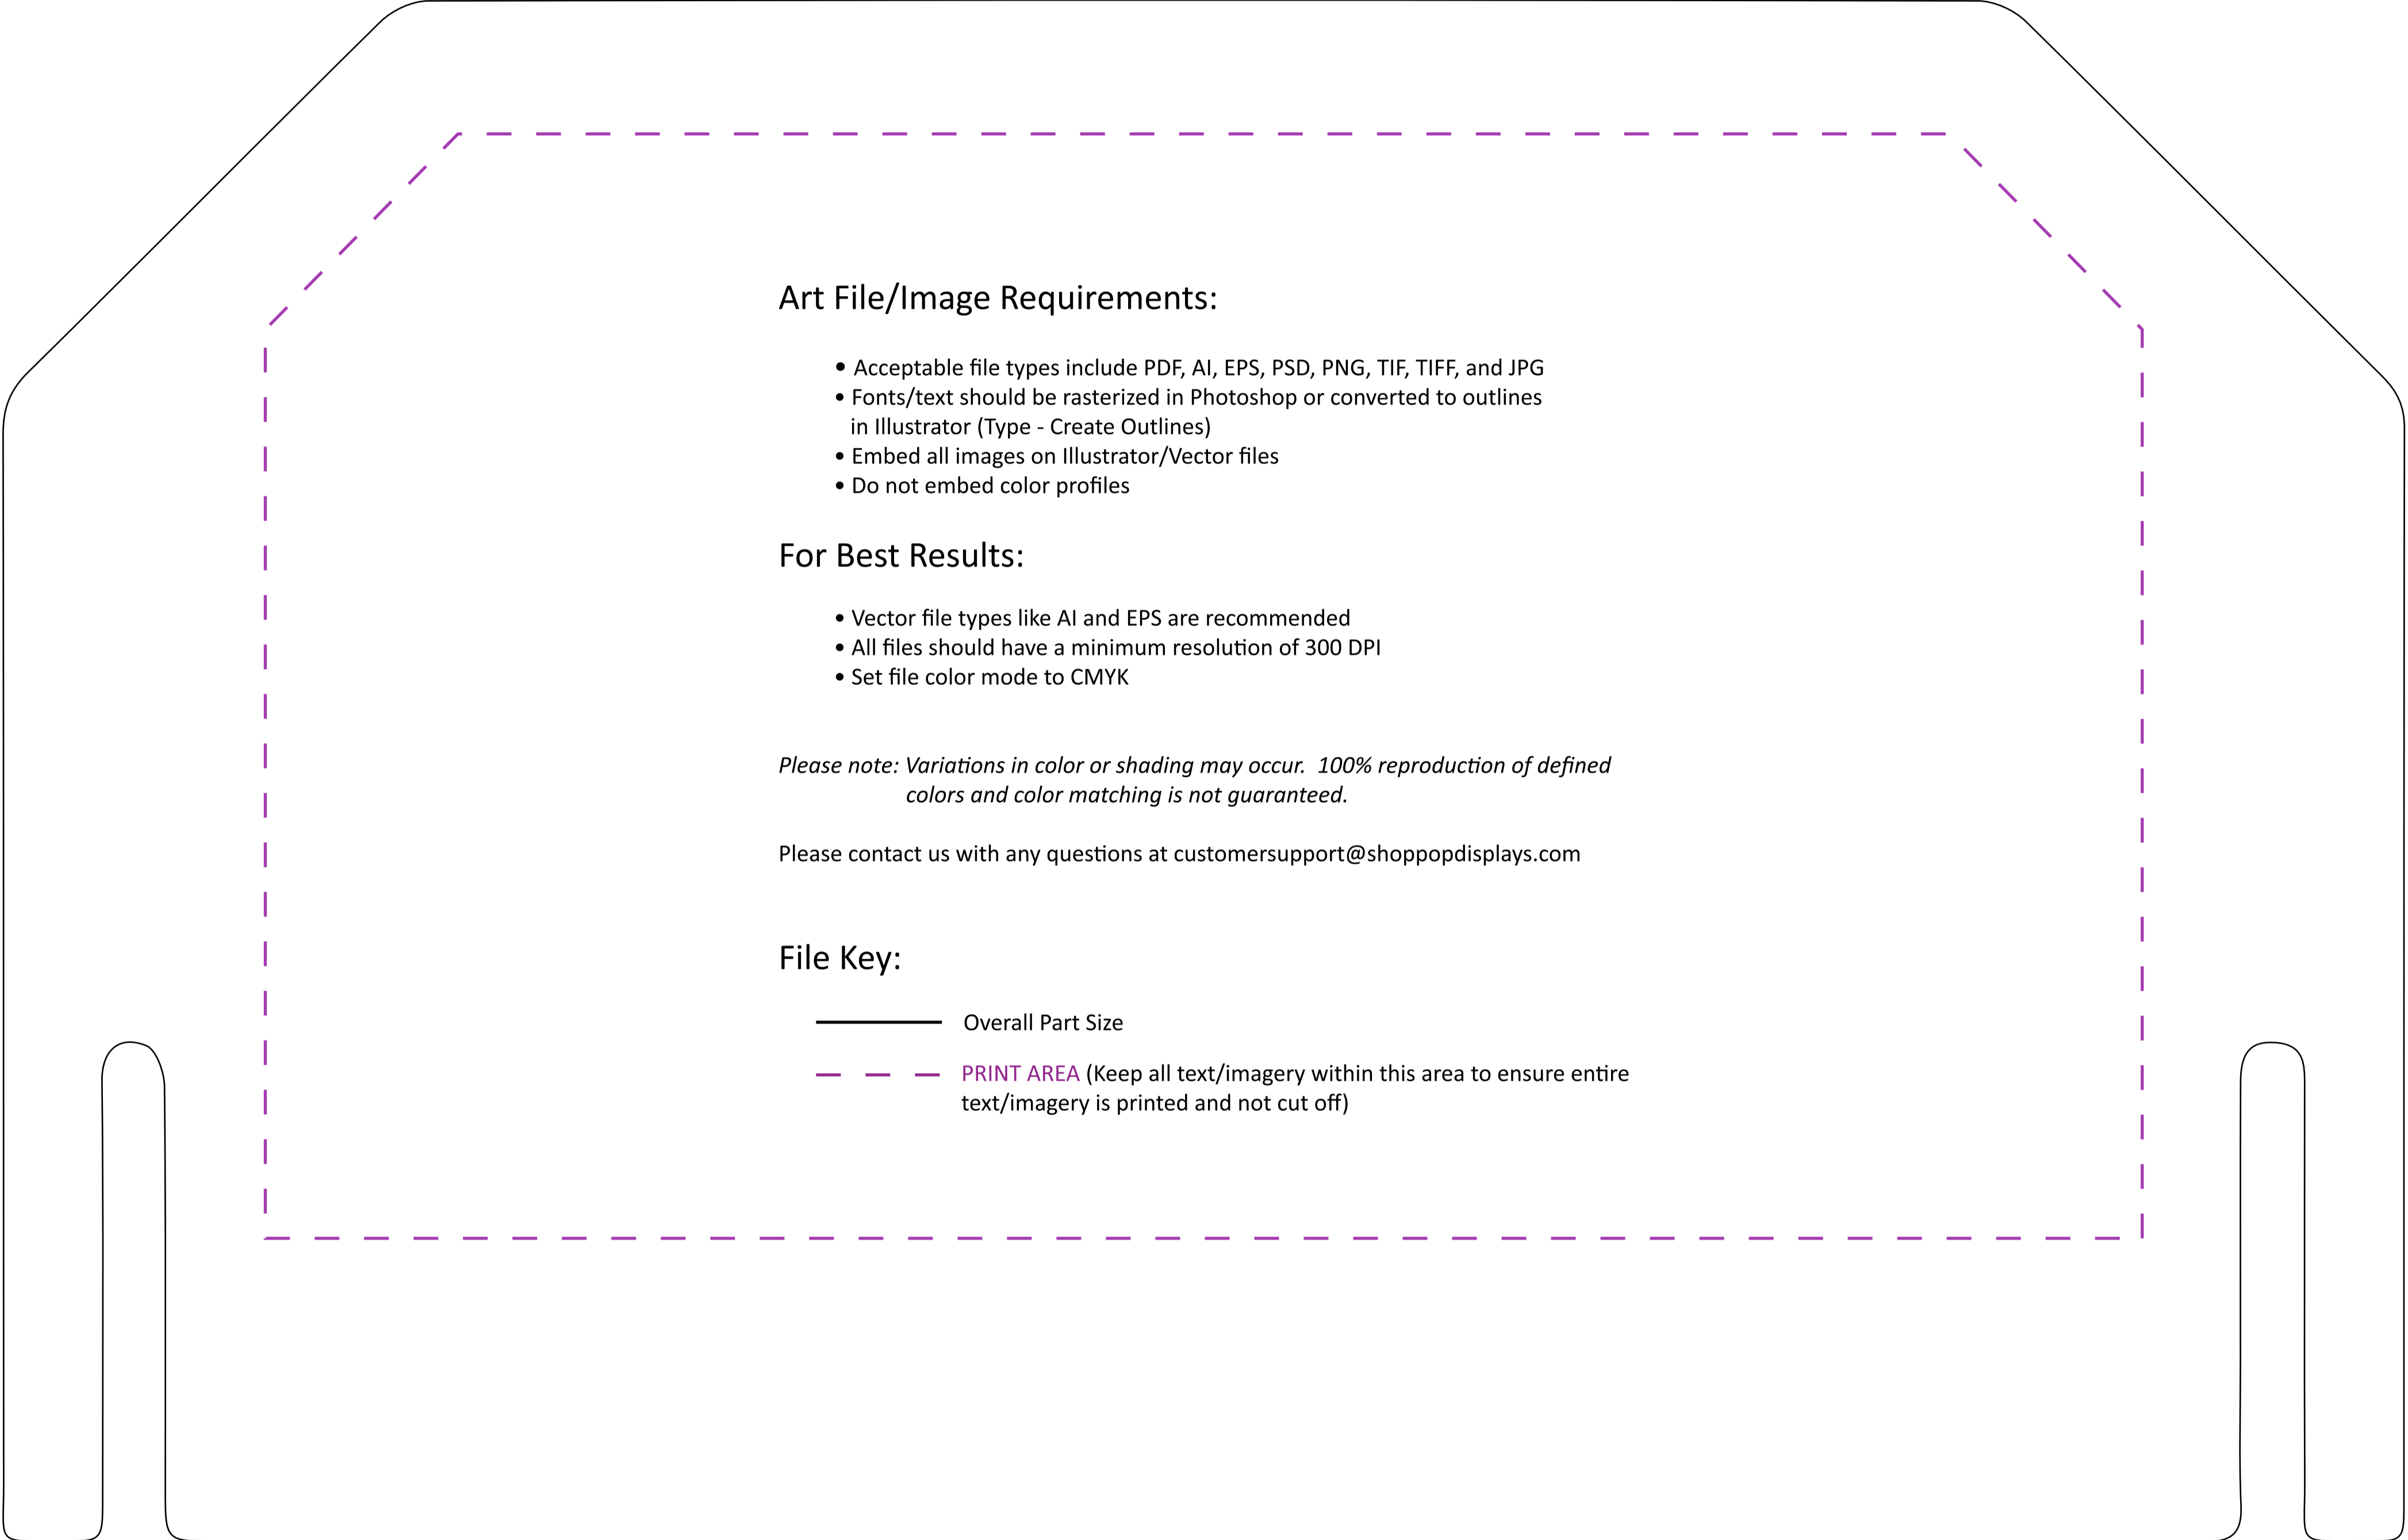 Art File/Image Requirements:
• Acceptable file types include PDF, AI, EPS, PSD, PNG, TIF, TIFF, and JPG
• Fonts/text should be rasterized in Photoshop or converted to outlines
in Illustrator (Type - Create Outlines)
• Embed all images on Illustrator/Vector files
• Do not embed color profiles
For Best Results:
• Vector file types like AI and EPS are recommended
• All files should have a minimum resolution of 300 DPI
• Set file color mode to CMYK
Please note: Variations in color or shading may occur.  100% reproduction of defined
colors and color matching is not guaranteed.
Please contact us with any questions at customersupport@shoppopdisplays.com
File Key:
Overall Part Size
PRINT AREA (Keep all text/imagery within this area to ensure entire
text/imagery is printed and not cut off)